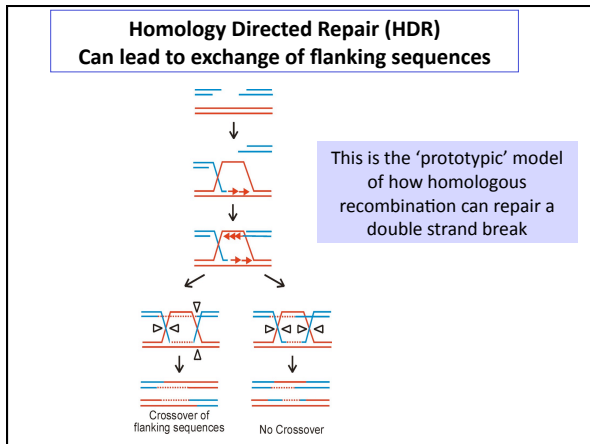 Homology Directed Repair (HDR)
Can lead to exchange of flanking sequences
This is the ‘prototypic’ model
of how homologous
recombination can repair a
double strand break
Crossover of
flanking sequences
No Crossover